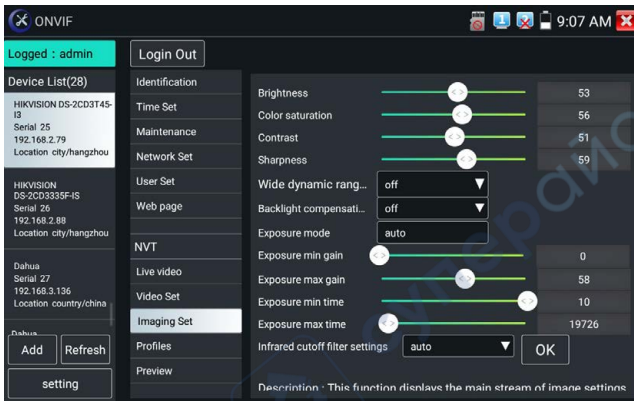 ONVIF
9:07 AM
Logged : admin
Login Out
Device List(28)
HIKVISION DS-2CD3T45-
I3
Serial 25
192.168.2.79
Location city/hangzhou
HIKVISION
DS-2CD3335F-IS
Serial 26
192.168.2.88
Location city/hangzhou
Dahua
Serial 27
192.168.3.136
Location country/china
Dahua
Add
Refresh
setting
Identification
Time Set
Maintenance
Network Set
User Set
Web page
NVT
Live video
Video Set
Imaging Set
Profiles
Preview
Brightness 53
Color saturation 56
Contrast 51
Sharpness 59
Wide dynamic rang... off
Backlight compensati... off
Exposure mode auto
Exposure min gain 0
Exposure max gain 58
Exposure min time 10
Exposure max time 19726
Infrared cutoff filter settings auto OK
Description : This function displays the main stream of image settings
суперайс